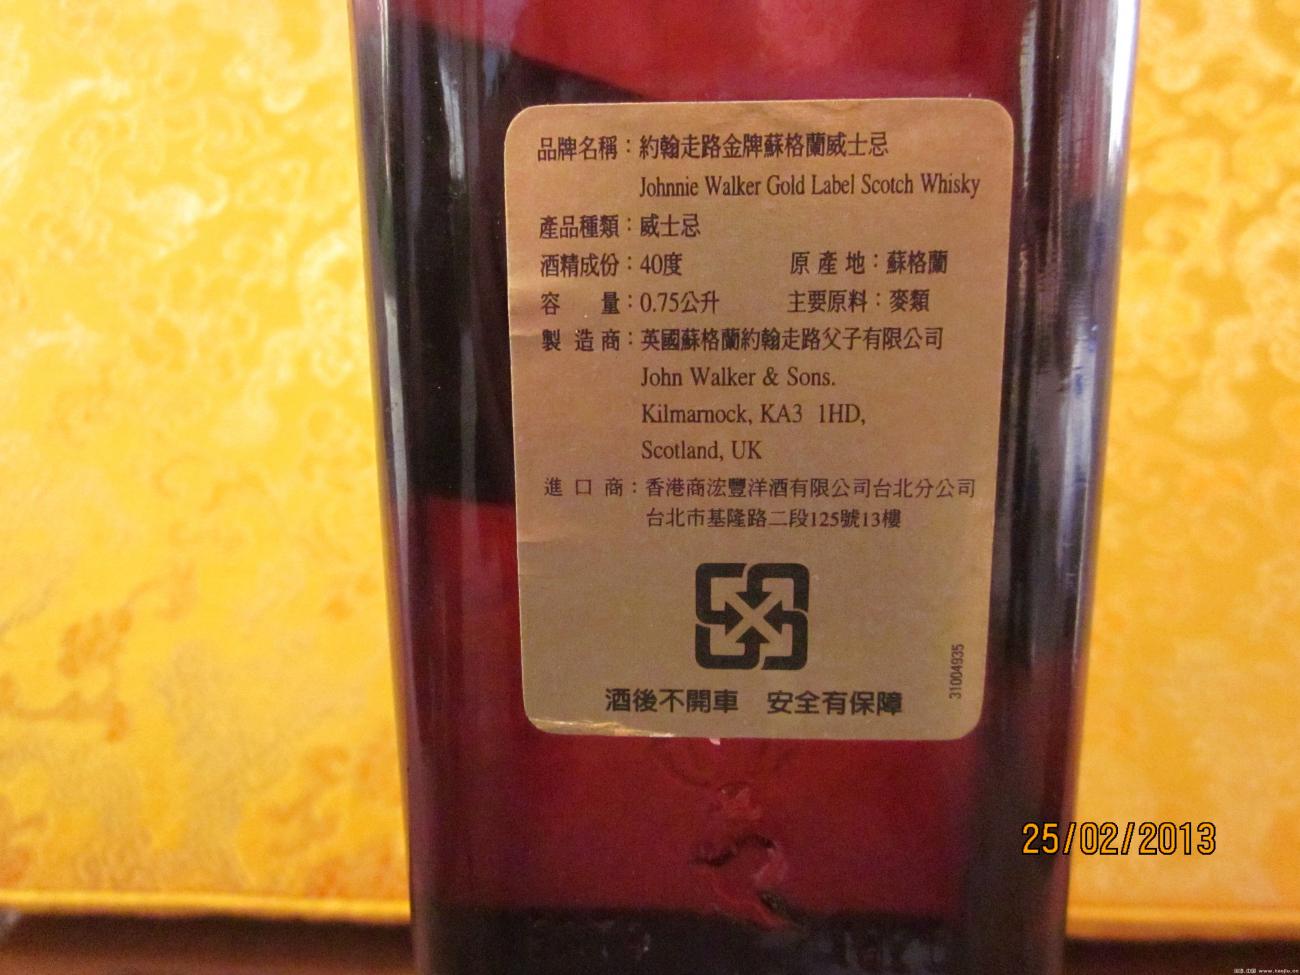 品牌名稱：約翰走路金牌蘇格蘭威士忌
Johnnie Walker Gold Label Scotch Whisky
產品種類：威士忌
酒精成份：40度 原產地：蘇格蘭
容量：0.75公升 主要原料：麥類
製造商：英國蘇格蘭約翰走路父子有限公司
John Walker & Sons.
Kilmarnock, KA3 1HD,
Scotland, UK
進口商：香港商浤豐洋酒有限公司台北分公司
台北市基隆路二段125號13樓
31004935
酒後不開車 安全有保障
25/02/2013